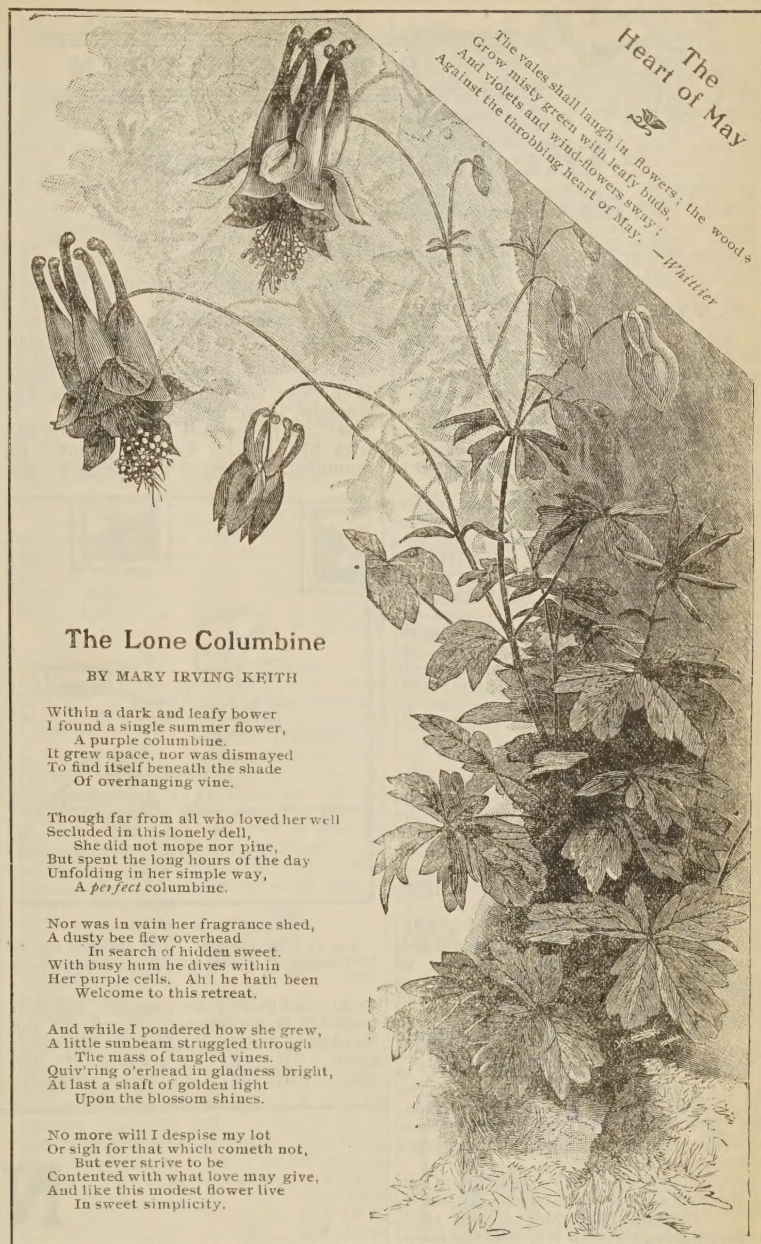 The
Heart of May
The vales shall laugh in flowers; the woods
Grow misty green with leafy buds,
And violets and wind-flowers sway;
Against the throbbing heart of May.
—Whittier
The Lone Columbine
BY MARY IRVING KEITH
Within a dark and leafy bower
I found a single summer flower,
A purple columbine.
It grew apace, nor was dismayed
To find itself beneath the shade
Of overhanging vine.
Though far from all who loved her well
Secluded in this lonely dell,
She did not mope nor pine,
But spent the long hours of the day
Unfolding in her simple way,
A perfect columbine.
Nor was in vain her fragrance shed,
A dusty bee flew overhead
In search of hidden sweet.
With busy hum he dives within
Her purple cells. Ah! he hath been
Welcome to this retreat.
And while I pondered how she grew,
A little sunbeam struggled through
The mass of tangled vines.
Quiv'ring o'erhead in gladness bright,
At last a shaft of golden light
Upon the blossom shines.
No more will I despise my lot
Or sigh for that which cometh not,
But ever strive to be
Contented with what love may give,
And like this modest flower live
In sweet simplicity.